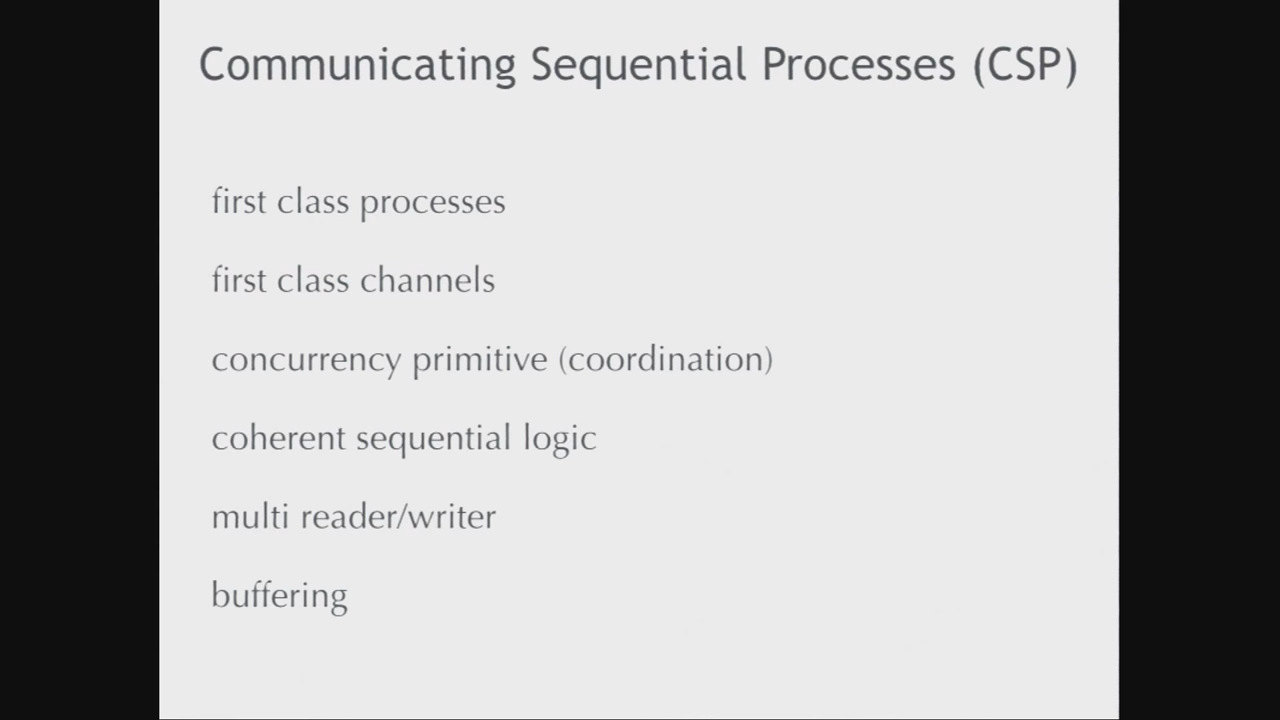 Communicating Sequential Processes (CSP)
first class processes
first class channels
concurrency primitive (coordination)
coherent sequential logic
multi reader/writer
buffering